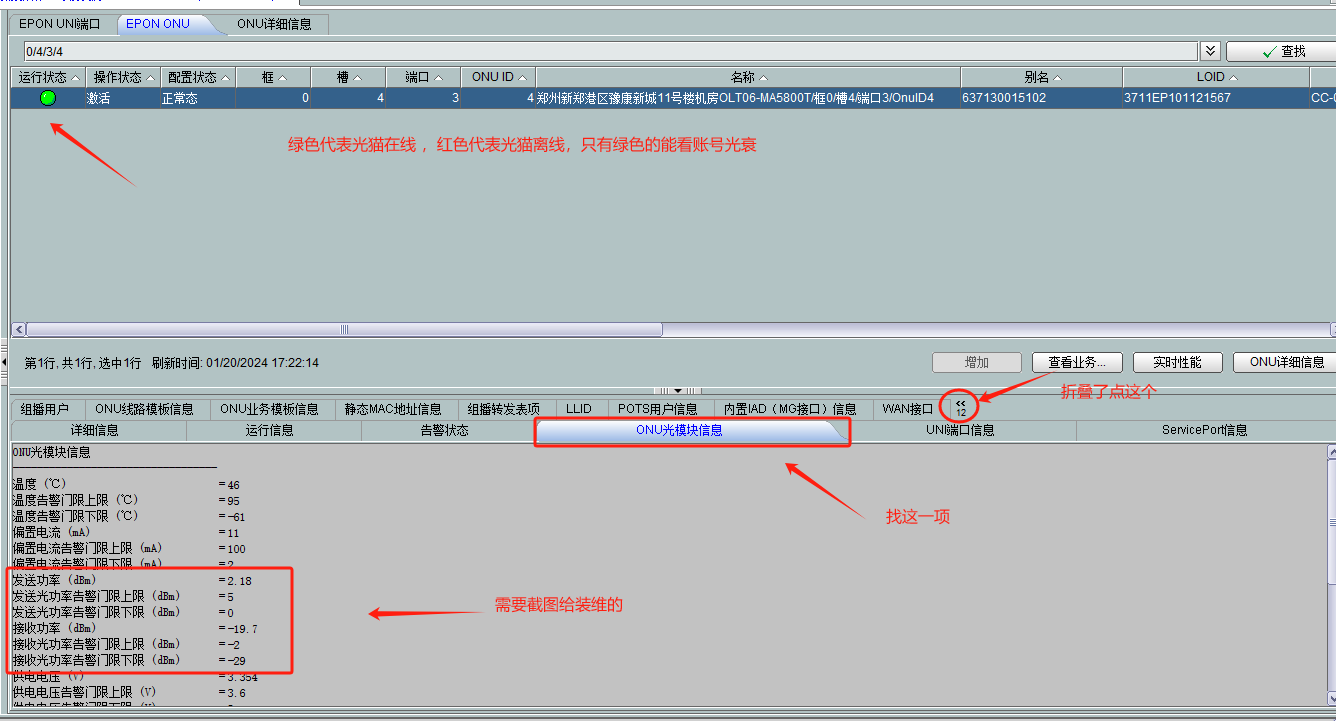 EPON UNI端口 EPON ONU ONU详细信息
0/4/3/4 查找
运行状态 操作状态 配置状态 框 槽 端口 ONU ID 名称 别名 LOID
激活 正常态 0 4 3 4 郑州新郑港区豫康新城11号楼机房OLT06-MA5800T/框0/槽4/端口3/OnuID4 637130015102 3711EP101121567 CC-
绿色代表光猫在线 ，红色代表光猫离线，只有绿色的能看账号光衰
第1行, 共1行, 选中1行 刷新时间: 01/20/2024 17:22:14 增加 查看业务... 实时性能 ONU详细信息
折叠了点这个
组播用户 ONU线路模板信息 ONU业务模板信息 静态MAC地址信息 组播转发表项 LLID POTS用户信息 内置IAD（MG接口）信息 WAN接口 << 12
详细信息 运行信息 告警状态 ONU光模块信息 UNI端口信息 ServicePort信息
ONU光模块信息
温度（℃） =46
温度告警门限上限（℃） =95
温度告警门限下限（℃） =-61
找这一项
偏置电流（mA） =11
偏置电流告警门限上限（mA） =100
偏置电流告警门限下限（mA） =2
发送功率（dBm） =2.18
发送光功率告警门限上限（dBm） =5
需要截图给装维的
发送光功率告警门限下限（dBm） =0
接收功率（dBm） =-19.7
接收光功率告警门限上限（dBm） =-2
接收光功率告警门限下限（dBm） =-29
供电电压（V） =3.354
供电电压告警门限上限（V） =3.6
供电电压告警门限下限（V）